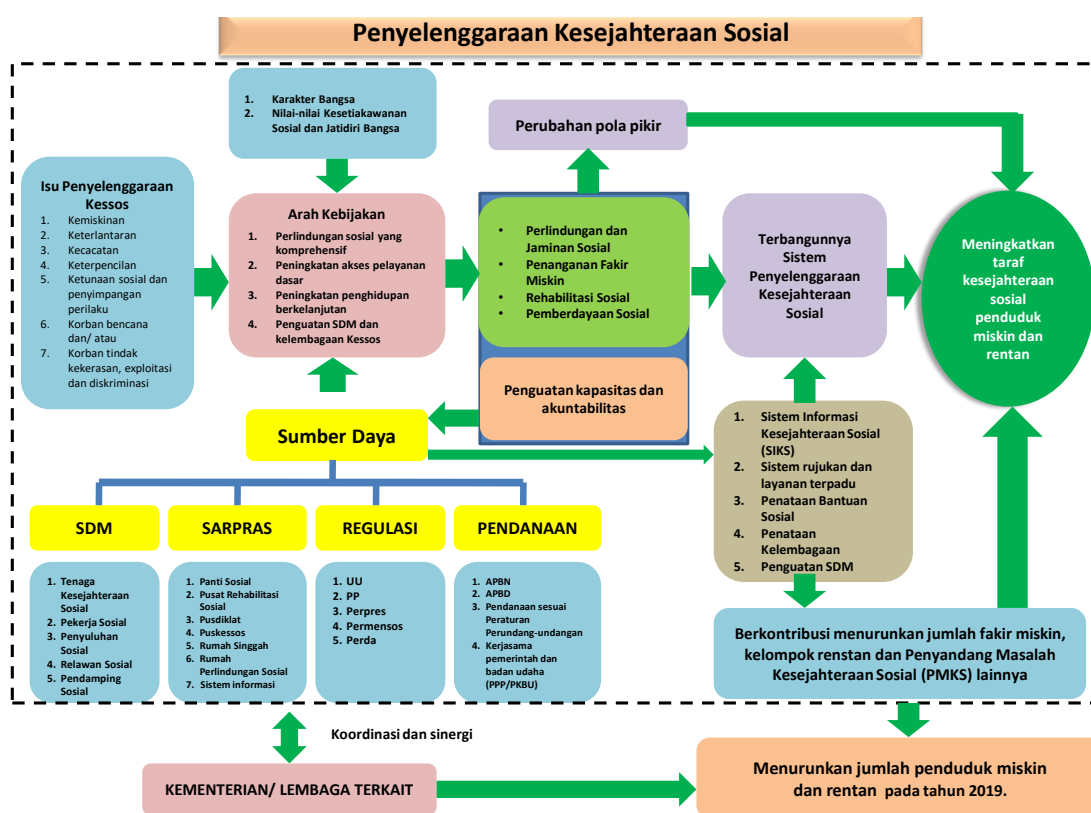 Penyelenggaraan Kesejahteraan Sosial
1. Karakter Bangsa
2. Nilai-nilai Kesetiakawanan
Sosial dan Jatidiri Bangsa
Perubahan pola pikir
Isu Penyelenggaraan
Kessos
1. Kemiskinan
2. Keterlantaran
3. Kecacatan
4. Keterpencilan
5. Ketunaan sosial dan
penyimpangan
perilaku
6. Korban bencana
dan/ atau
7. Korban tindak
kekerasan, exploitasi
dan diskriminasi
Arah Kebijakan
1. Perlindungan sosial yang
komprehensif
2. Peningkatan akses pelayanan
dasar
3. Peningkatan penghidupan
berkelanjutan
4. Penguatan SDM dan
kelembagaan Kessos
• Perlindungan dan
Jaminan Sosial
• Penanganan Fakir
Miskin
• Rehabilitasi Sosial
• Pemberdayaan Sosial
Terbangunnya
Sistem
Penyelenggaraan
Kesejahteraan
Sosial
Meningkatkan
taraf
kesejahteraan
sosial
penduduk
miskin dan
rentan
Penguatan kapasitas dan
akuntabilitas
Sumber Daya
1. Sistem Informasi
Kesejahteraan Sosial
(SIKS)
2. Sistem rujukan dan
layanan terpadu
3. Penataan Bantuan
Sosial
4. Penataan
Kelembagaan
5. Penguatan SDM
SDM
SARPRAS
REGULASI
PENDANAAN
1. Tenaga
Kesejahteraan
Sosial
2. Pekerja Sosial
3. Penyuluhan
Sosial
4. Relawan Sosial
5. Pendamping
Sosial
1. Panti Sosial
2. Pusat Rehabilitasi
Sosial
3. Pusdiklat
4. Puskessos
5. Rumah Singgah
6. Rumah
Perlindungan Sosial
7. Sistem informasi
1. UU
2. PP
3. Perpres
4. Permensos
5. Perda
1. APBN
2. APBD
3. Pendanaan sesuai
Peraturan
Perundang-undangan
4. Kerjasama
pemerintah dan
badan udaha
(PPP/PKBU)
Berkontribusi menurunkan jumlah fakir miskin,
kelompok renstan dan Penyandang Masalah
Kesejahteraan Sosial (PMKS) lainnya
Koordinasi dan sinergi
KEMENTERIAN/ LEMBAGA TERKAIT
Menurunkan jumlah penduduk miskin
dan rentan pada tahun 2019.